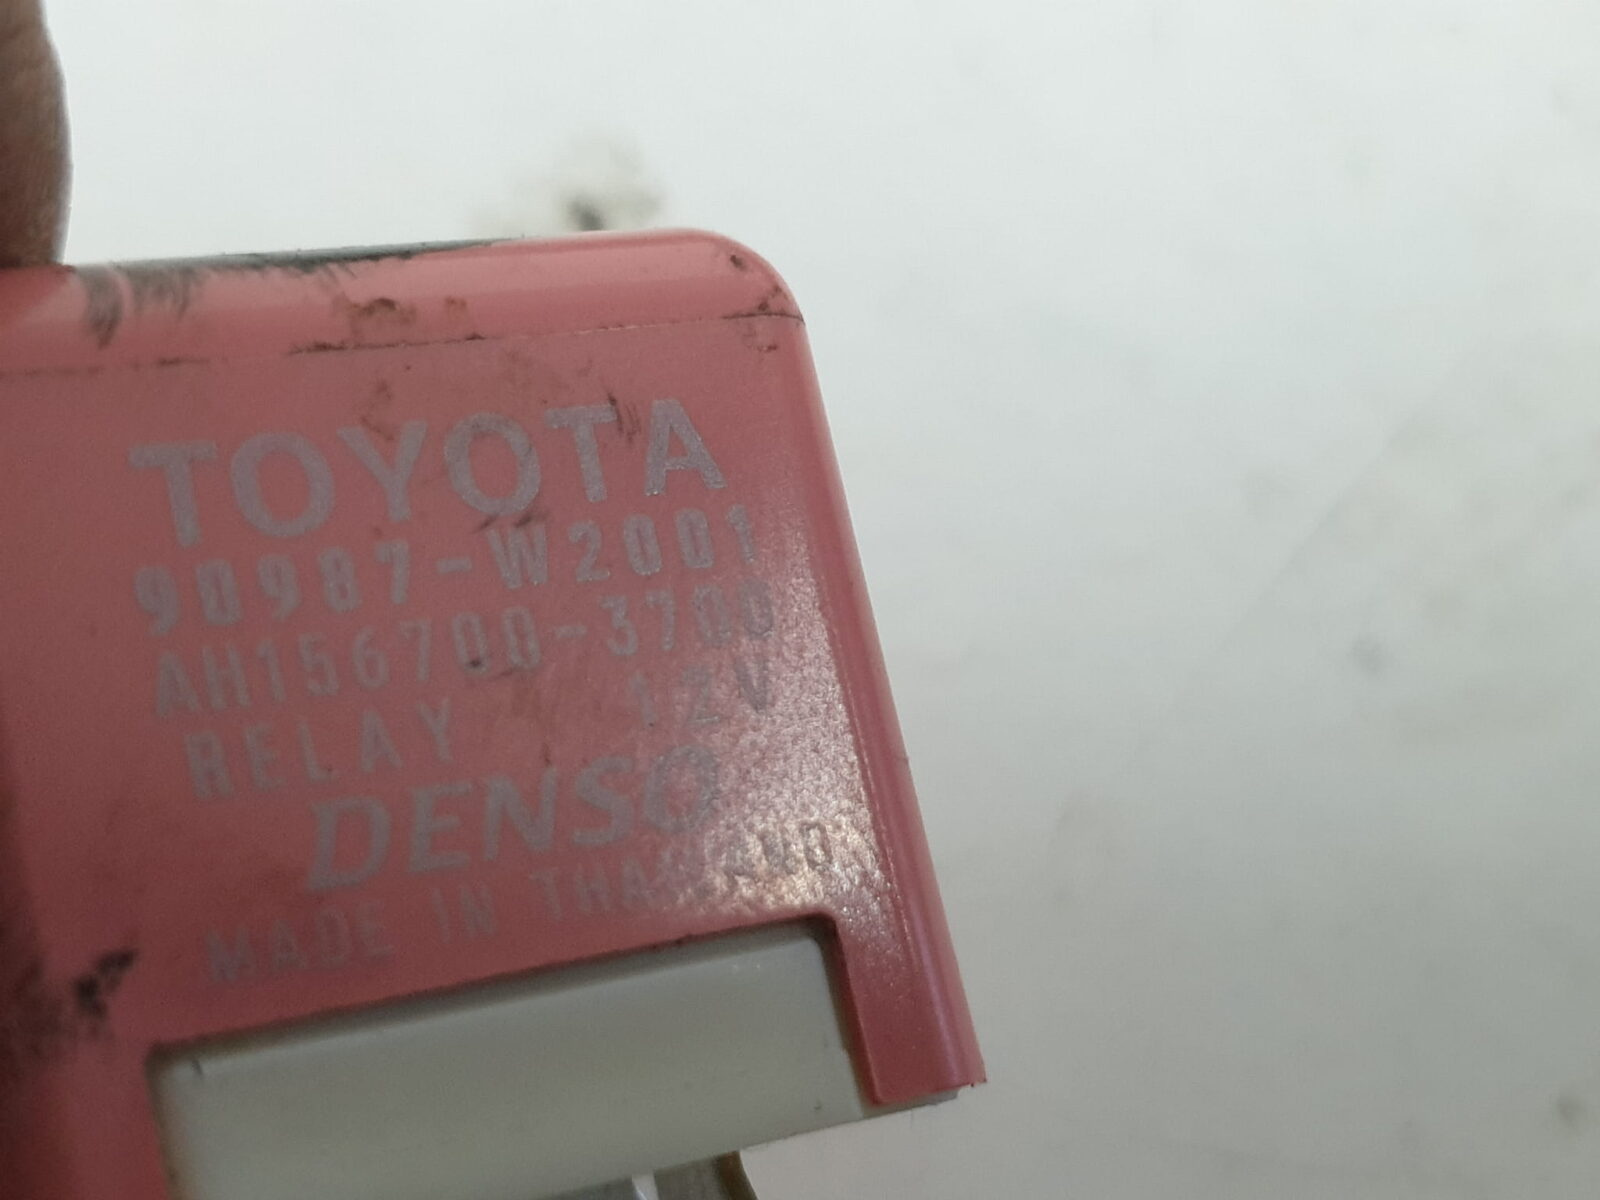 TOYOTA
90987-W2001
AH156700-3700
RELAY 12V
DENSO
MADE IN THAILAND